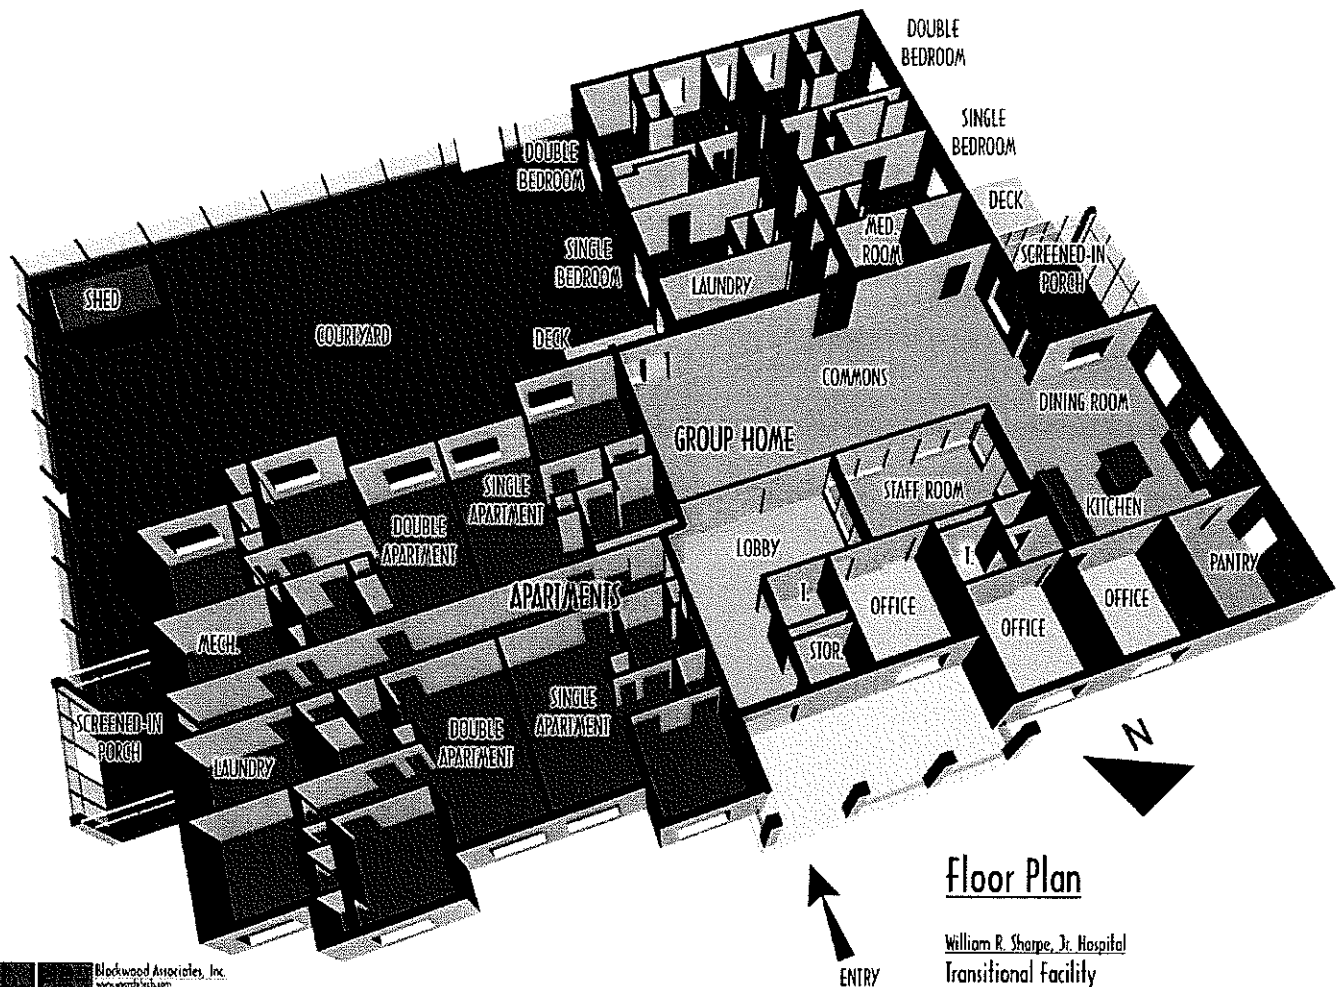 DOUBLE
BEDROOM
SINGLE
BEDROOM
DOUBLE
BEDROOM
DECK
MED.
ROOM
SCREENED-IN
PORCH
SINGLE
BEDROOM
LAUNDRY
SHED
COURTYARD
DECK
COMMONS
DINING ROOM
GROUP HOME
STAFF ROOM
SINGLE
APARTMENT
KITCHEN
DOUBLE
APARTMENT
LOBBY
T.
PANTRY
APARTMENTS
T.
OFFICE
OFFICE
OFFICE
MECH.
STOR.
SINGLE
APARTMENT
SCREENED-IN
PORCH
DOUBLE
APARTMENT
LAUNDRY
N
Floor Plan
William R. Sharpe, Jr. Hospital
Transitional Facility
ENTRY
Blackwood Associates, Inc.